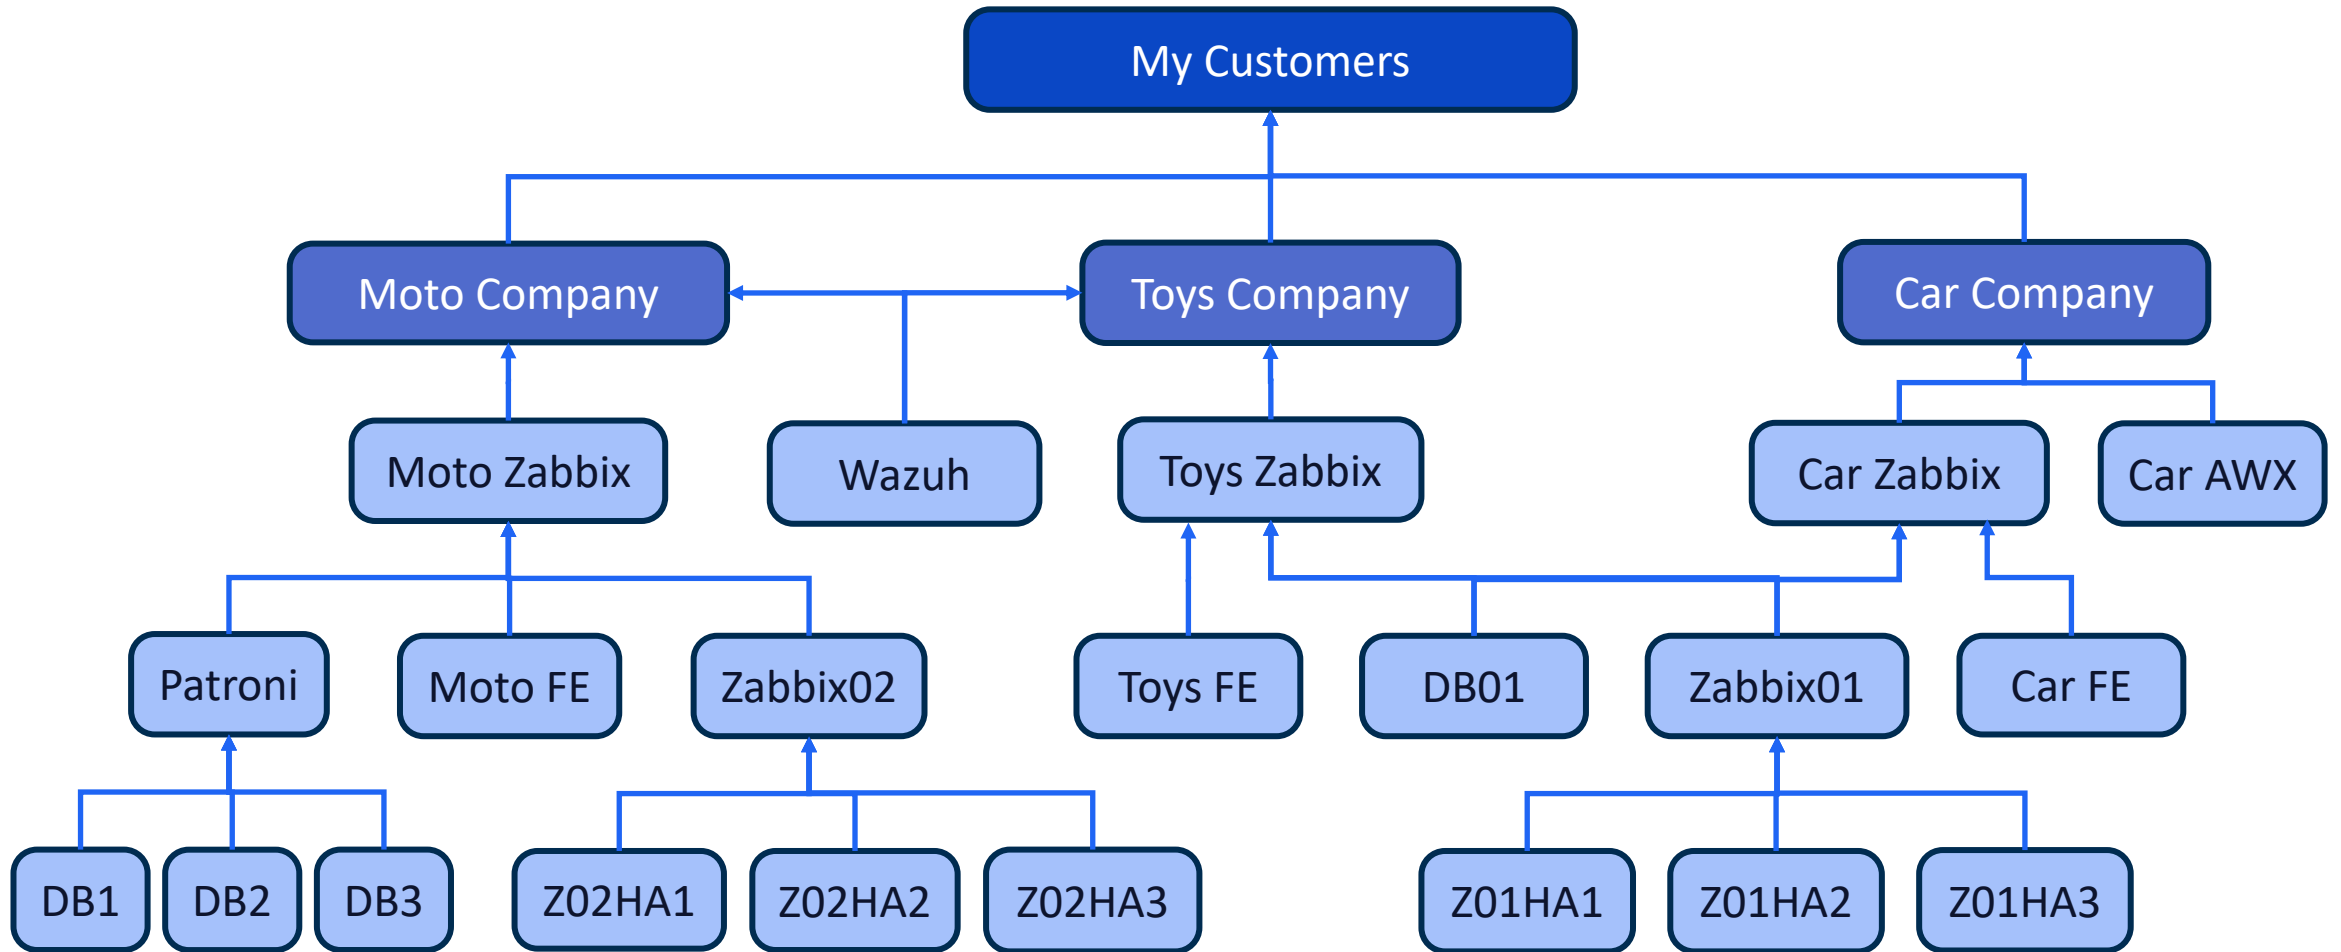 My Customers
Moto Company
Toys Company
Car Company
Moto Zabbix
Wazuh
Toys Zabbix
Car Zabbix
Car AWX
Patroni
Moto FE
Zabbix02
Toys FE
DB01
Zabbix01
Car FE
DB1
DB2
DB3
Z02HA1
Z02HA2
Z02HA3
Z01HA1
Z01HA2
Z01HA3